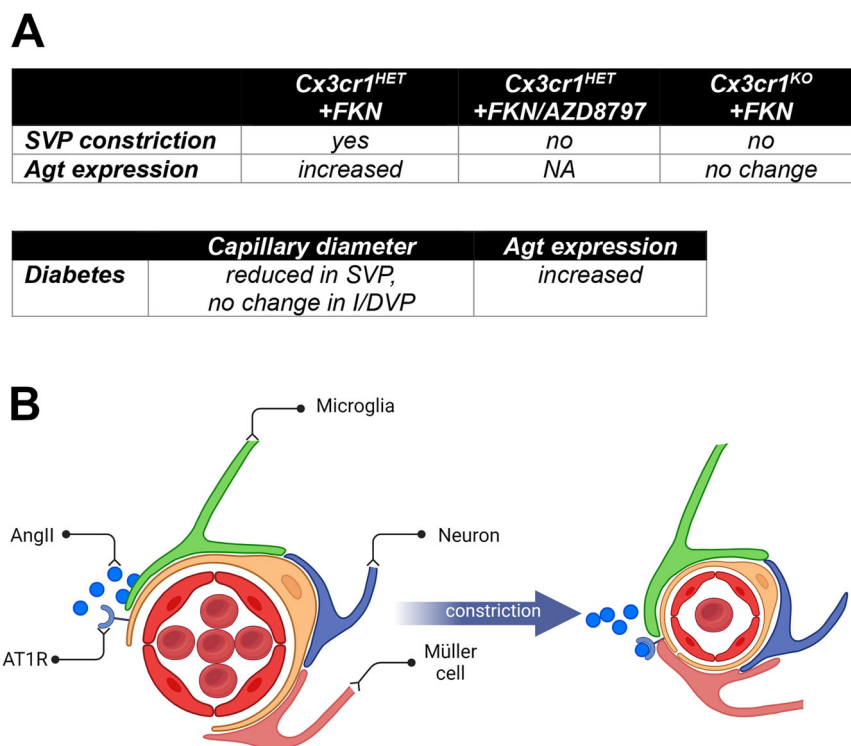 A
Cx3cr1HET +FKN Cx3cr1HET +FKN/AZD8797 Cx3cr1KO +FKN
SVP constriction yes no no
Agt expression increased NA no change
Capillary diameter Agt expression
Diabetes reduced in SVP, no change in I/DVP increased
B
Microglia
AngII
Neuron
constriction
AT1R
Müller
cell